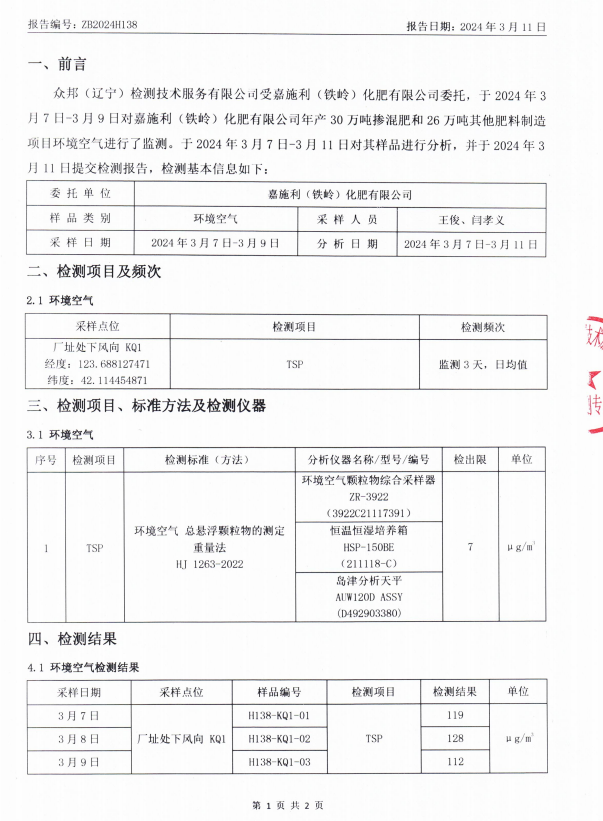 报告编号：ZB2024H138
报告日期：2024 年 3 月 11 日
一、前言
众邦（辽宁）检测技术服务有限公司受嘉施利（铁岭）化肥有限公司委托，于 2024 年 3
月 7 日-3 月 9 日对嘉施利（铁岭）化肥有限公司年产 30 万吨掺混肥和 26 万吨其他肥料制造
项目环境空气进行了监测。于 2024 年 3 月 7 日-3 月 11 日对其样品进行分析，并于 2024 年 3
月 11 日提交检测报告，检测基本信息如下：
委 托 单 位 嘉施利（铁岭）化肥有限公司
样 品 类 别 环境空气 采 样 人 员 王俊、闫孝义
采 样 日 期 2024 年 3 月 7 日-3 月 9 日 分 析 日 期 2024 年 3 月 7 日-3 月 11 日
二、检测项目及频次
2.1 环境空气
采样点位 检测项目 检测频次
厂址处下风向 KQ1
经度：123.688127471
纬度：42.114454871
TSP
监测 3 天，日均值
三、检测项目、标准方法及检测仪器
3.1 环境空气
序号 检测项目 检测标准（方法） 分析仪器名称/型号/编号 检出限 单位
1
TSP
环境空气 总悬浮颗粒物的测定
重量法
HJ 1263-2022
环境空气颗粒物综合采样器
ZR-3922
（3922C21117391）
恒温恒湿培养箱
HSP-150BE
（211118-C）
岛津分析天平
AUW120D ASSY
(D492903380)
7
μg/m³
四、检测结果
4.1 环境空气检测结果
采样日期 采样点位 样品编号 检测项目 检测结果 单位
3 月 7 日 H138-KQ1-01 119
3 月 8 日 厂址处下风向 KQ1 H138-KQ1-02 TSP 128 μg/m³
3 月 9 日 H138-KQ1-03 112
第 1 页 共 2 页